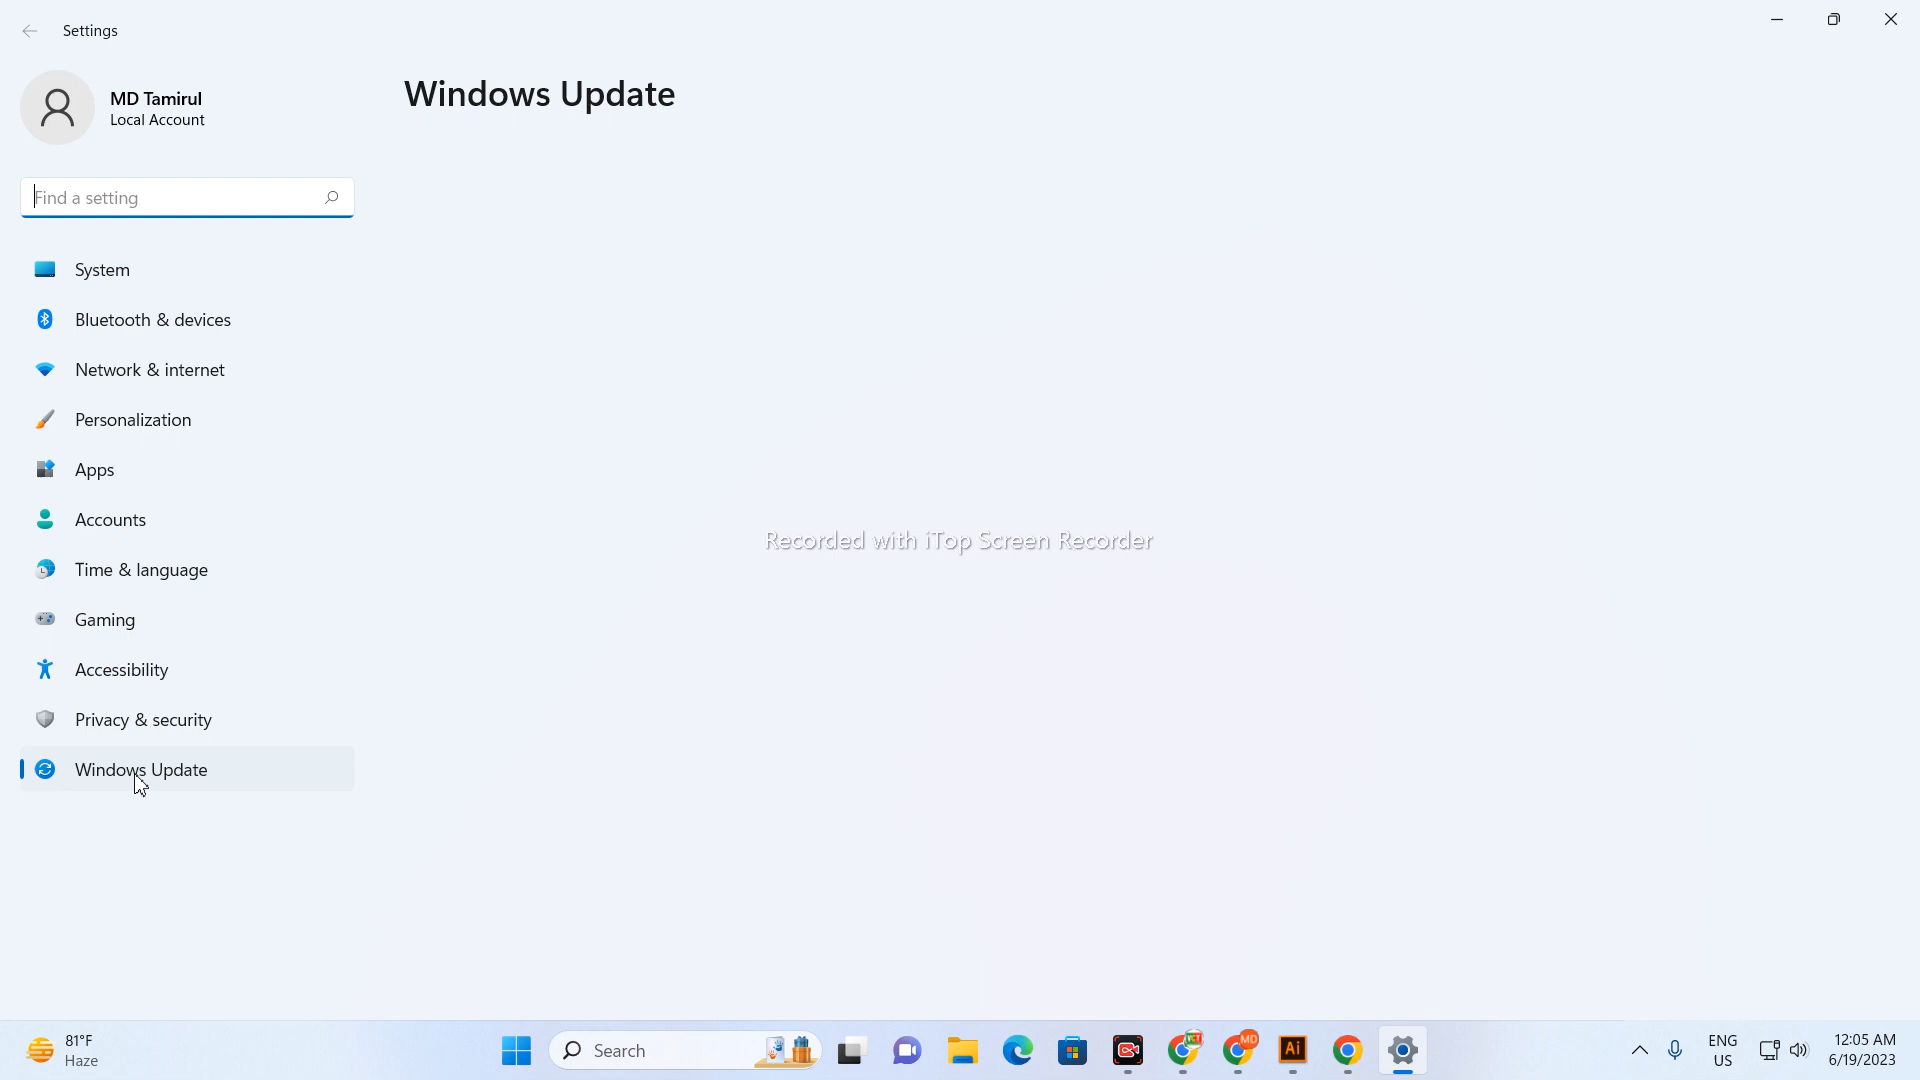 Settings
MD Tamirul
Local Account
Find a setting
System
Bluetooth & devices
Network & internet
Personalization
Apps
Accounts
Time & language
Gaming
Accessibility
Privacy & security
Windows Update
Windows Update
Recorded with iTop Screen Recorder
81°F
Haze
Search
MD
Ai
ENG
US
12:05 AM
6/19/2023